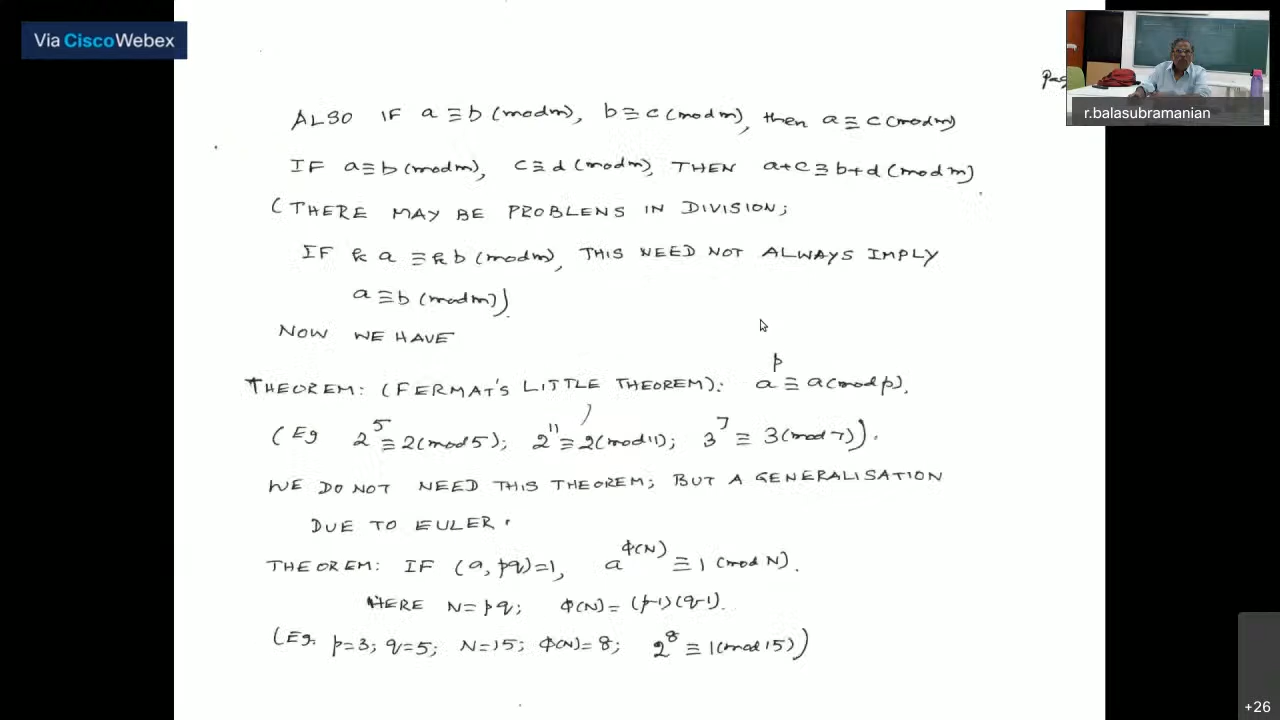 Via Cisco Webex
r.balasubramanian
ALSO IF a ≡ b (mod m), b ≡ c (mod m), then a ≡ c (mod m)
IF a ≡ b (mod m), c ≡ d (mod m), THEN a+c ≡ b+d (mod m)
(THERE MAY BE PROBLENS IN DIVISION;
IF k a ≡ k b (mod m), THIS NEED NOT ALWAYS IMPLY
a ≡ b (mod m))
NOW WE HAVE
THEOREM: (FERMAT'S LITTLE THEOREM): a^p ≡ a (mod p).
(Eg 2^5 ≡ 2 (mod 5); 2^11 ≡ 2 (mod 11); 3^7 ≡ 3 (mod 7)).
WE DO NOT NEED THIS THEOREM; BUT A GENERALISATION
DUE TO EULER.
THEOREM: IF (a, pq)=1, a^ϕ(N) ≡ 1 (mod N).
HERE N=pq; ϕ(N)= (p-1)(q-1).
(Eg. p=3; q=5; N=15; ϕ(N)=8; 2^8 ≡ 1 (mod 15))
+26